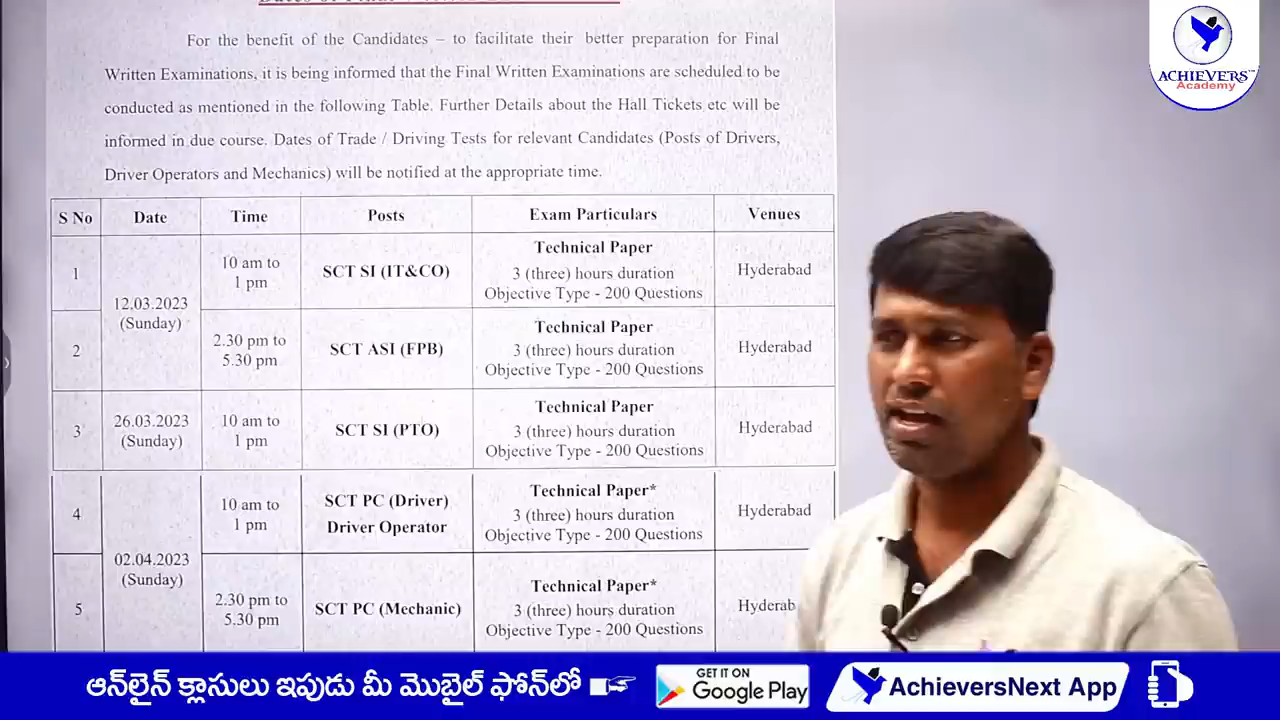 For the benefit of the Candidates – to facilitate their better preparation for Final
Written Examinations, it is being informed that the Final Written Examinations are scheduled to be
conducted as mentioned in the following Table. Further Details about the Hall Tickets etc will be
informed in due course. Dates of Trade / Driving Tests for relevant Candidates (Posts of Drivers,
Driver Operators and Mechanics) will be notified at the appropriate time.
S No Date Time Posts Exam Particulars Venues
1
12.03.2023
(Sunday)
10 am to
1 pm
SCT SI (IT&CO)
Technical Paper
3 (three) hours duration
Objective Type - 200 Questions
Hyderabad
2
2.30 pm to
5.30 pm
SCT ASI (FPB)
Technical Paper
3 (three) hours duration
Objective Type - 200 Questions
Hyderabad
3
26.03.2023
(Sunday)
10 am to
1 pm
SCT SI (PTO)
Technical Paper
3 (three) hours duration
Objective Type - 200 Questions
Hyderabad
4
02.04.2023
(Sunday)
10 am to
1 pm
SCT PC (Driver)
Driver Operator
Technical Paper*
3 (three) hours duration
Objective Type - 200 Questions
Hyderabad
5
2.30 pm to
5.30 pm
SCT PC (Mechanic)
Technical Paper*
3 (three) hours duration
Objective Type - 200 Questions
Hyderab
ACHIEVERS™
Academy
ఆన్‌లైన్ క్లాసులు ఇపుడు మీ మొబైల్ ఫోన్‌లో
GET IT ON
Google Play
AchieversNext App